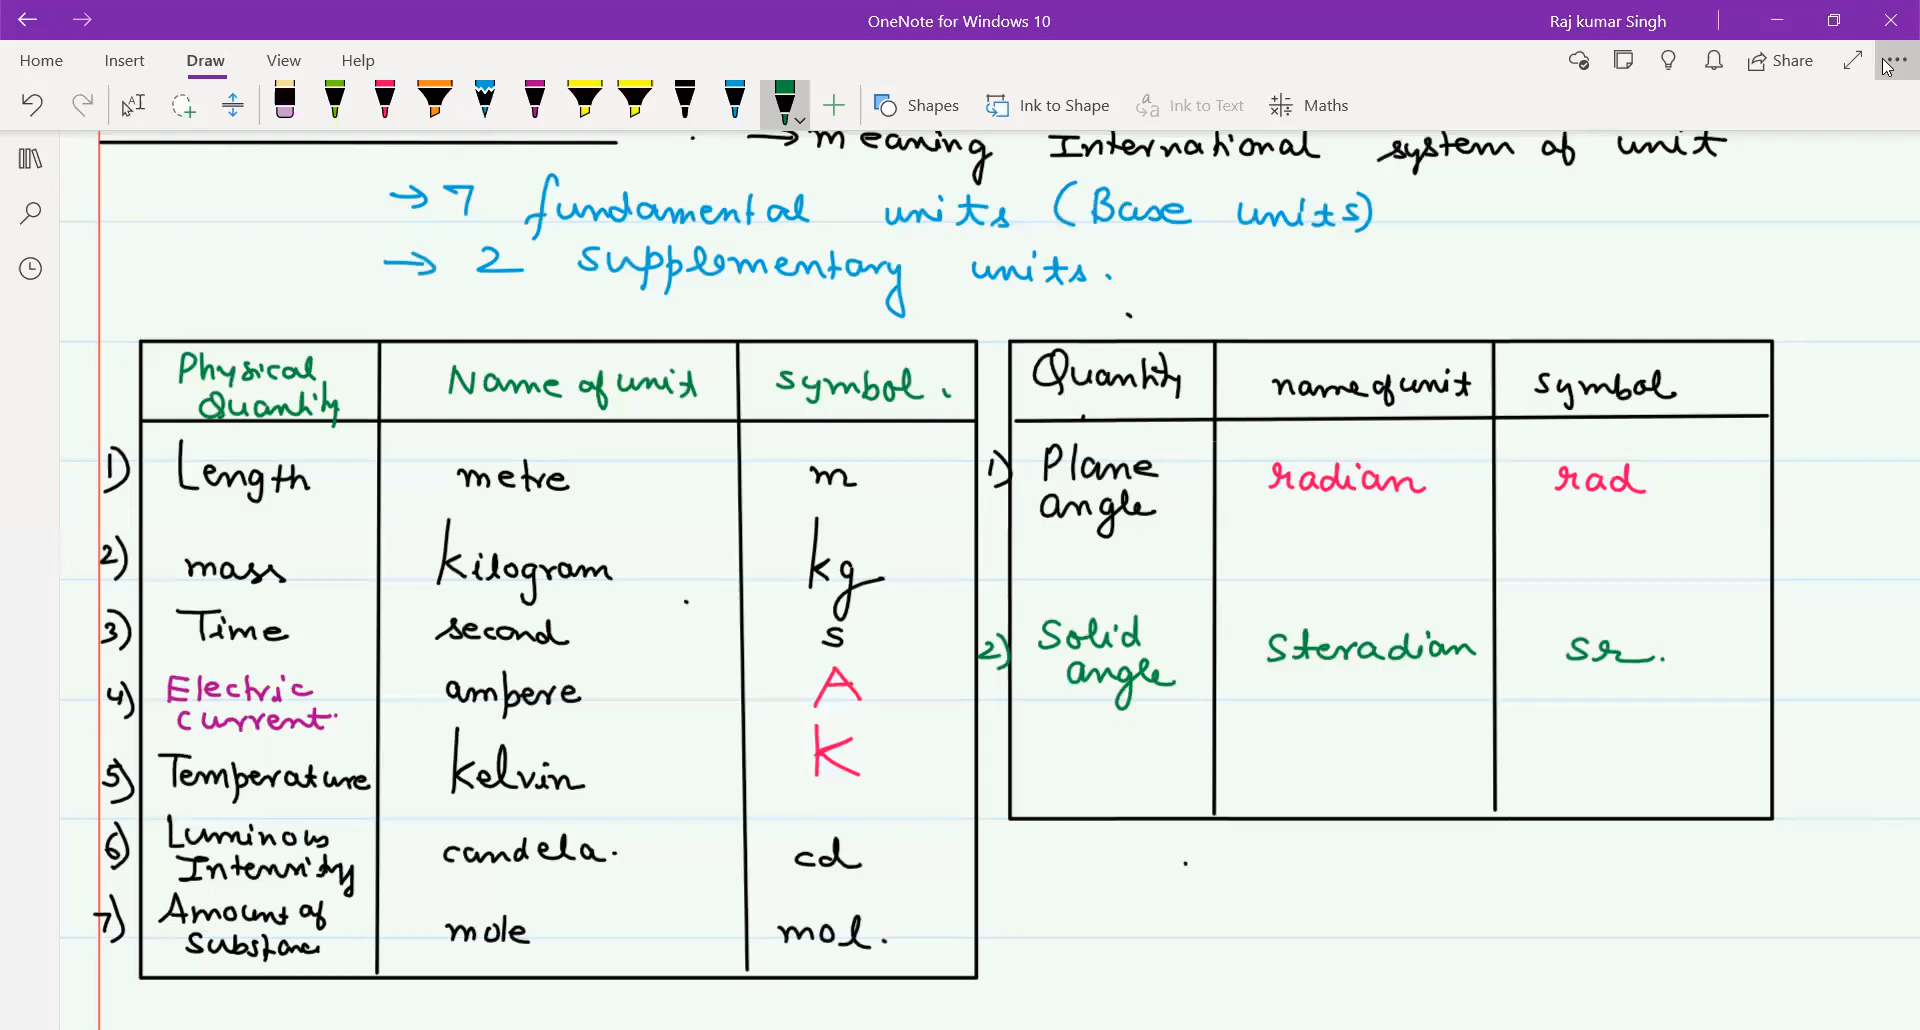 OneNote for Windows 10
Raj kumar Singh
Home Insert Draw View Help
Share
Shapes Ink to Shape Ink to Text Maths
→ meaning International system of unit
→ 7 fundamental units (Base units)
→ 2 supplementary units.
Physical Quantity Name of unit symbol.
1) Length metre m
2) mass kilogram kg
3) Time second s
4) Electric current ampere A
5) Temperature kelvin K
6) Luminous Intensity candela. cd
7) Amount of Substance mole mol.
Quantity name of unit symbol
1) Plane angle radian rad
2) Solid angle Steradian sr.